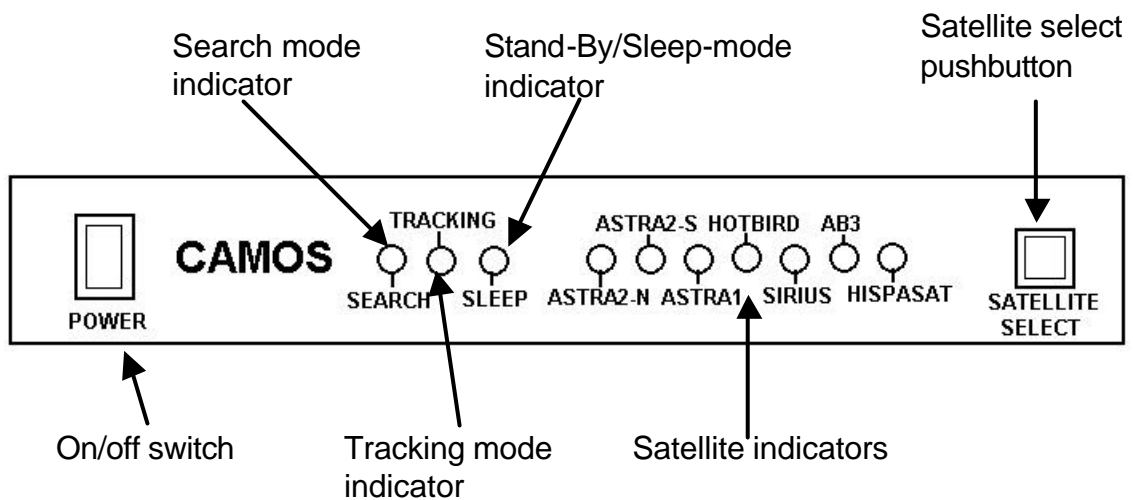 Search mode
indicator
Stand-By/Sleep-mode
indicator
Satellite select
pushbutton
POWER
CAMOS
TRACKING
SEARCH
SLEEP
ASTRA2-S HOTBIRD AB3
ASTRA2-N ASTRA1 SIRIUS HISPASAT
SATELLITE
SELECT
On/off switch
Tracking mode
indicator
Satellite indicators